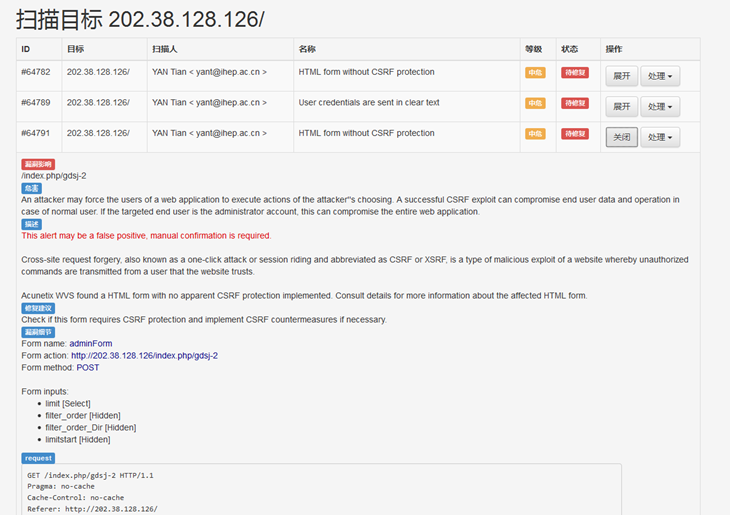 扫描目标 202.38.128.126/
ID 目标 扫描人 名称 等级 状态 操作
#64782 202.38.128.126/ YAN Tian < yant@ihep.ac.cn > HTML form without CSRF protection 中危 待修复 展开 处理
#64789 202.38.128.126/ YAN Tian < yant@ihep.ac.cn > User credentials are sent in clear text 中危 待修复 展开 处理
#64791 202.38.128.126/ YAN Tian < yant@ihep.ac.cn > HTML form without CSRF protection 中危 待修复 关闭 处理
漏洞影响
/index.php/gdsj-2
危害
An attacker may force the users of a web application to execute actions of the attacker''s choosing. A successful CSRF exploit can compromise end user data and operation in
case of normal user. If the targeted end user is the administrator account, this can compromise the entire web application.
描述
This alert may be a false positive, manual confirmation is required.
Cross-site request forgery, also known as a one-click attack or session riding and abbreviated as CSRF or XSRF, is a type of malicious exploit of a website whereby unauthorized
commands are transmitted from a user that the website trusts.
Acunetix WVS found a HTML form with no apparent CSRF protection implemented. Consult details for more information about the affected HTML form.
修复建议
Check if this form requires CSRF protection and implement CSRF countermeasures if necessary.
漏洞细节
Form name: adminForm
Form action: http://202.38.128.126/index.php/gdsj-2
Form method: POST
Form inputs:
• limit [Select]
• filter_order [Hidden]
• filter_order_Dir [Hidden]
• limitstart [Hidden]
request
GET /index.php/gdsj-2 HTTP/1.1
Pragma: no-cache
Cache-Control: no-cache
Referer: http://202.38.128.126/